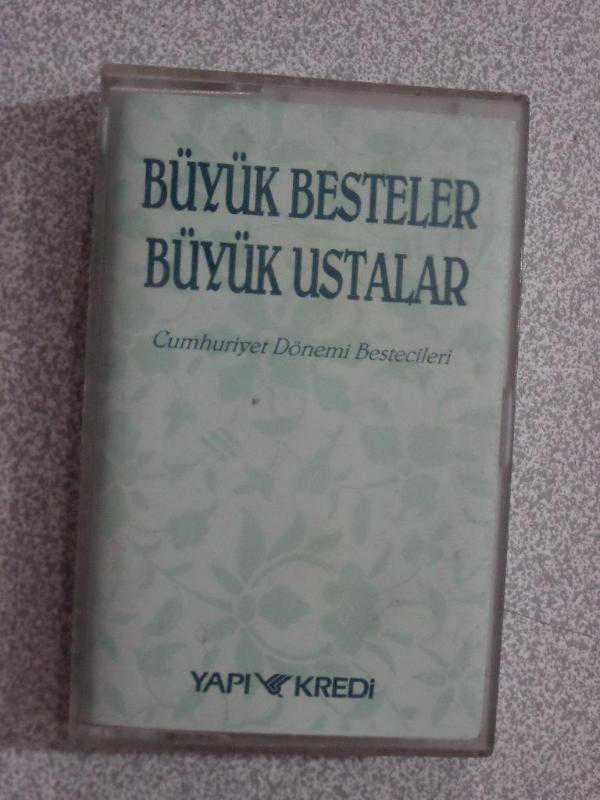 BÜYÜK BESTELER
BÜYÜK USTALAR
Cumhuriyet Dönemi Bestecileri
YAPI KREDİ